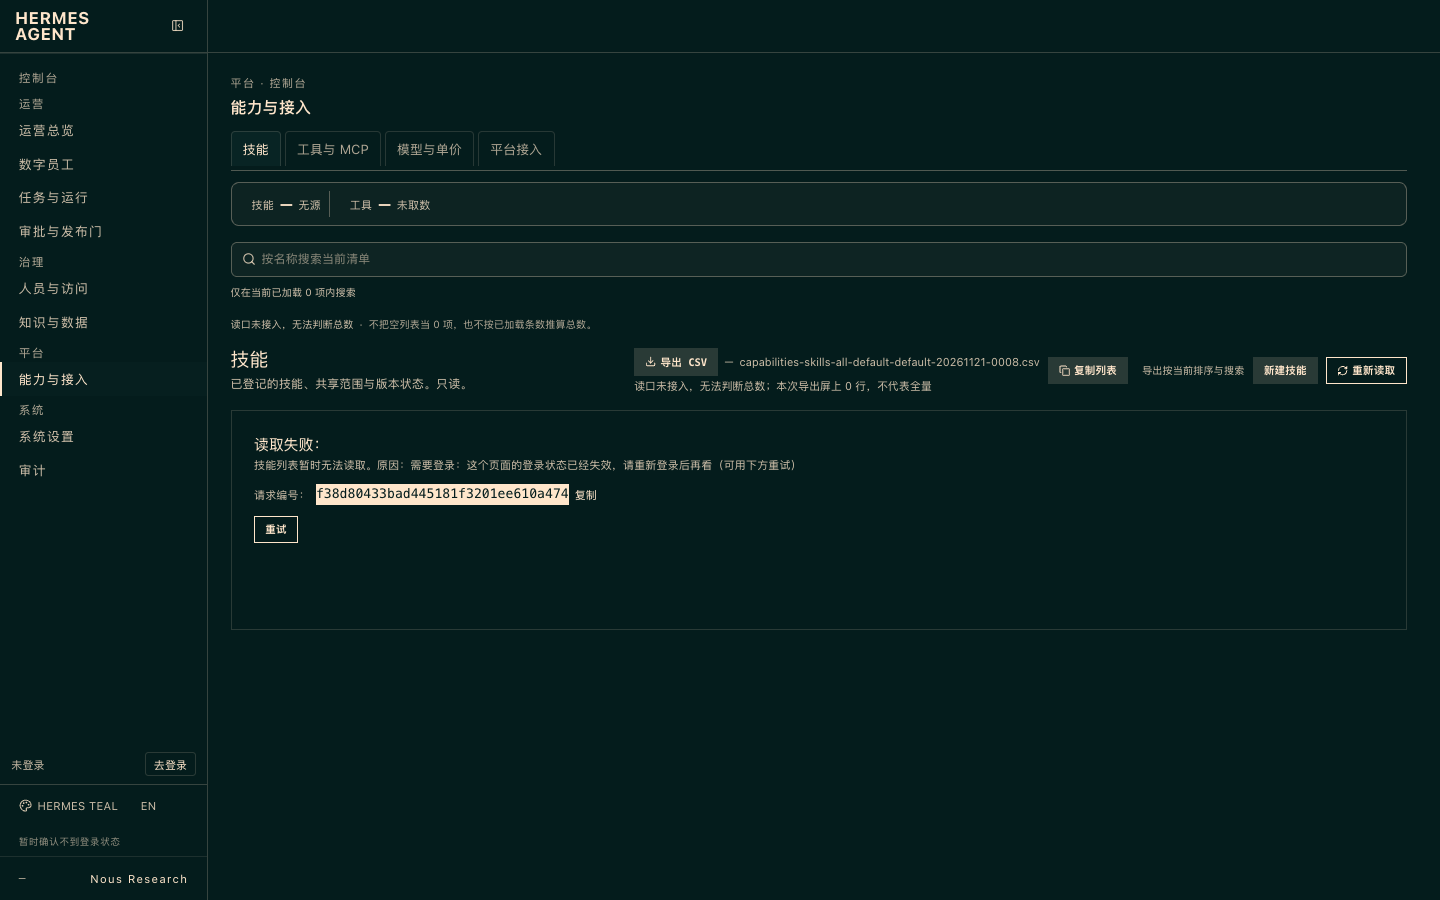 HERMES
AGENT
控制台
运营
运营总览
数字员工
任务与运行
审批与发布门
治理
人员与访问
知识与数据
平台
能力与接入
系统
系统设置
审计
未登录 去登录
HERMES TEAL EN
暂时确认不到登录状态
— Nous Research
平台 · 控制台
能力与接入
技能 工具与 MCP 模型与单价 平台接入
技能 — 无源 工具 — 未取数
按名称搜索当前清单
仅在当前已加载 0 项内搜索
读口未接入，无法判断总数 · 不把空列表当 0 项，也不按已加载条数推算总数。
技能
已登记的技能、共享范围与版本状态。只读。
导出 CSV — capabilities-skills-all-default-default-20261121-0008.csv
读口未接入，无法判断总数；本次导出屏上 0 行，不代表全量
复制列表 导出按当前排序与搜索 新建技能 重新读取
读取失败：
技能列表暂时无法读取。原因：需要登录：这个页面的登录状态已经失效，请重新登录后再看（可用下方重试）
请求编号： f38d80433bad445181f3201ee610a474 复制
重试